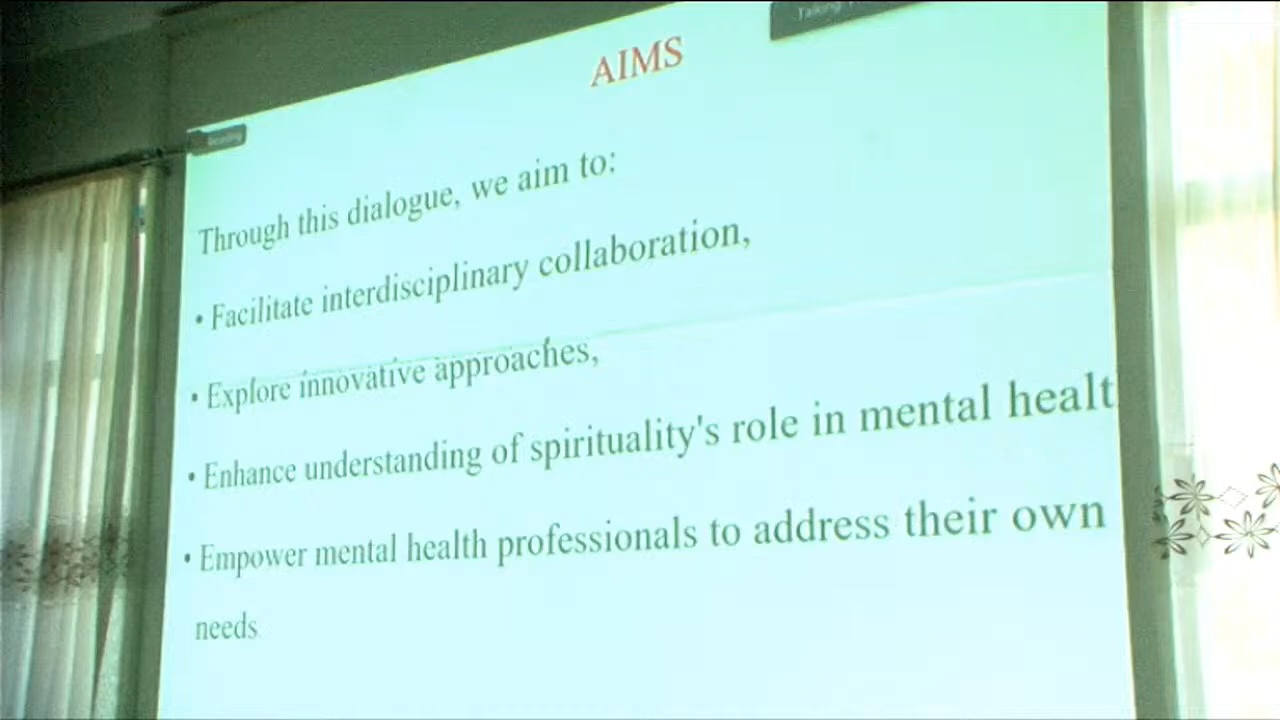 Talking
AIMS
Through this dialogue, we aim to:
• Facilitate interdisciplinary collaboration,
• Explore innovative approaches,
• Enhance understanding of spirituality's role in mental healt
• Empower mental health professionals to address their own
needs